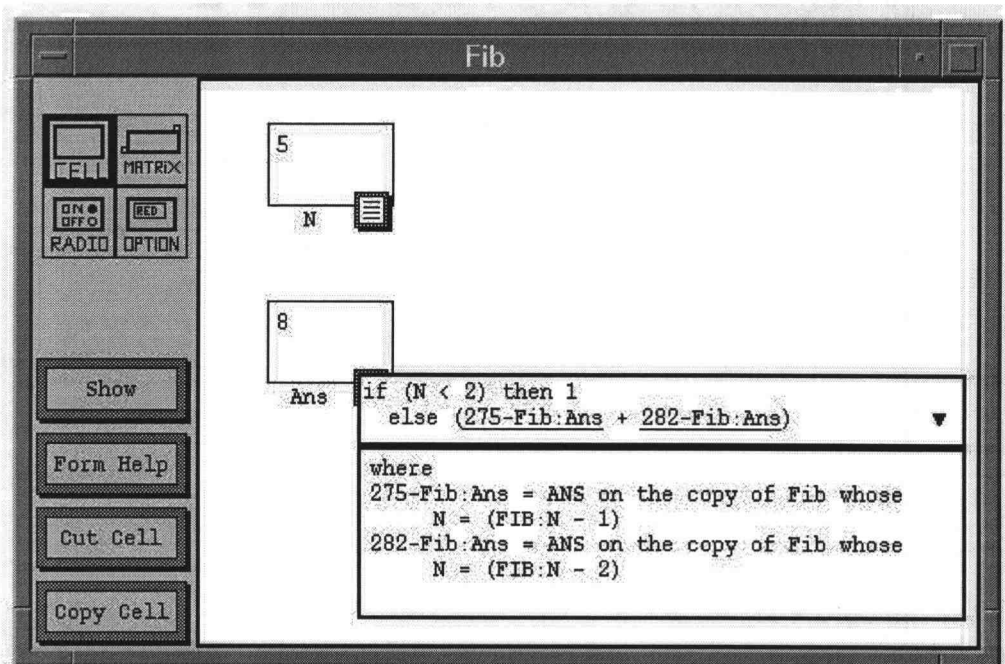 Fib
CELL
MATRiX
ON
OFF
RED
RADIO
OPTION
Show
Form Help
Cut Cell
Copy Cell
5
N
8
Ans
if (N < 2) then 1
else (275-Fib:Ans + 282-Fib:Ans)
where
275-Fib:Ans = ANS on the copy of Fib whose
N = (FIB:N - 1)
282-Fib:Ans = ANS on the copy of Fib whose
N = (FIB:N - 2)